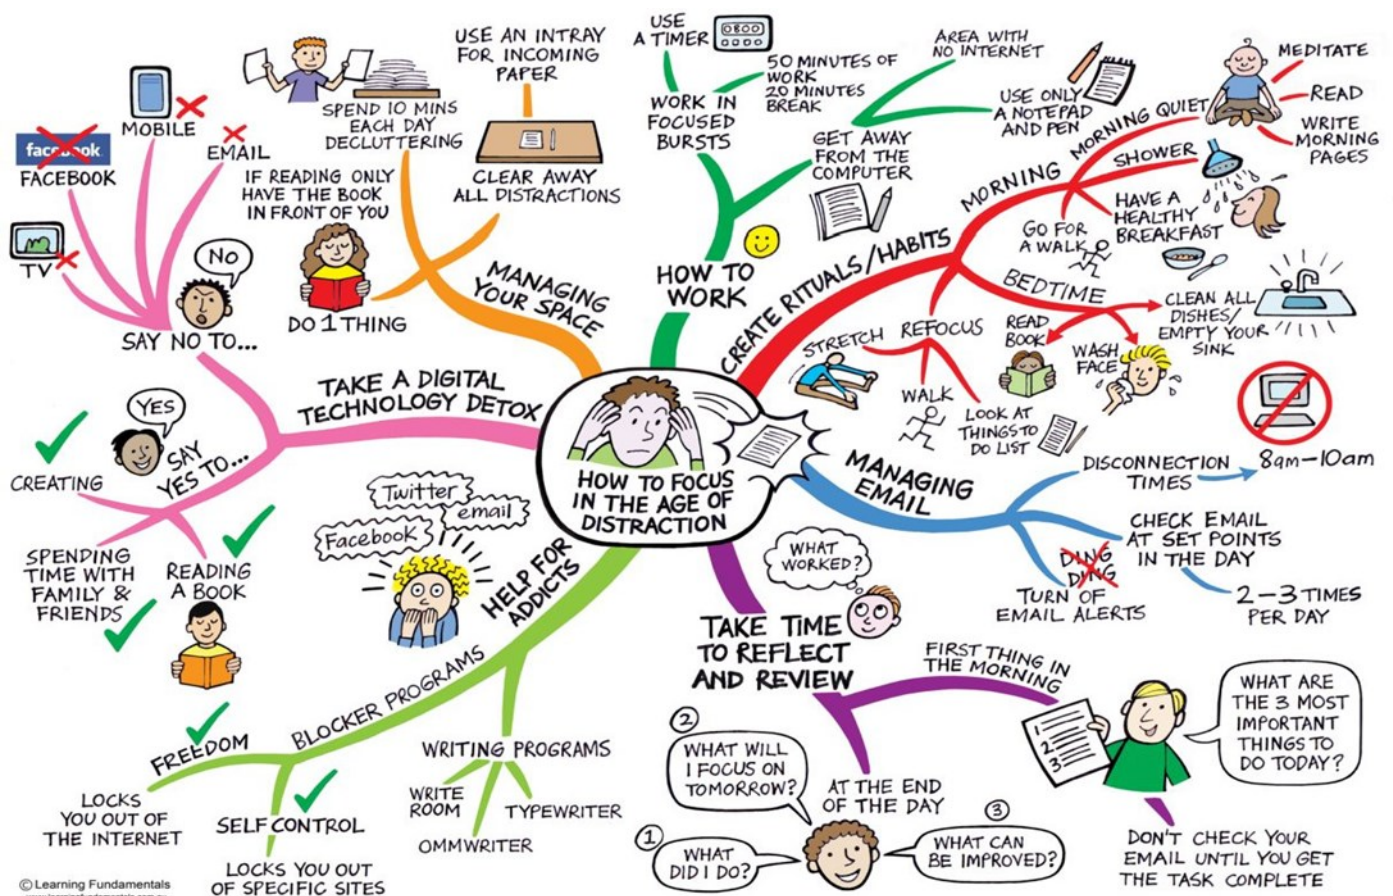 HOW TO FOCUS
IN THE AGE OF
DISTRACTION
MANAGING
YOUR SPACE
USE AN INTRAY
FOR INCOMING
PAPER
SPEND 10 MINS
EACH DAY
DECLUTTERING
CLEAR AWAY
ALL DISTRACTIONS
IF READING ONLY
HAVE THE BOOK
IN FRONT OF YOU
DO 1 THING
HOW TO
WORK
WORK IN
FOCUSED
BURSTS
USE
A TIMER
0800
50 MINUTES OF
WORK
20 MINUTES
BREAK
GET AWAY
FROM THE
COMPUTER
AREA WITH
NO INTERNET
USE ONLY
A NOTEPAD
AND PEN
CREATE RITUALS/HABITS
MORNING
MORNING QUIET
MEDITATE
READ
WRITE
MORNING
PAGES
SHOWER
HAVE A
HEALTHY
BREAKFAST
GO FOR
A WALK
BEDTIME
CLEAN ALL
DISHES/
EMPTY YOUR
SINK
READ
BOOK
WASH
FACE
REFOCUS
STRETCH
WALK
LOOK AT
THINGS TO
DO LIST
MANAGING
EMAIL
DISCONNECTION
TIMES
8am-10am
CHECK EMAIL
AT SET POINTS
IN THE DAY
2-3 TIMES
PER DAY
DING
DING
TURN OF
EMAIL ALERTS
TAKE TIME
TO REFLECT
AND REVIEW
WHAT
WORKED?
FIRST THING IN
THE MORNING
1
2
3
WHAT ARE
THE 3 MOST
IMPORTANT
THINGS TO
DO TODAY?
DON'T CHECK YOUR
EMAIL UNTIL YOU GET
THE TASK COMPLETE
AT THE END
OF THE DAY
1
WHAT
DID I DO?
2
WHAT WILL
I FOCUS ON
TOMORROW?
3
WHAT CAN
BE IMPROVED?
HELP FOR
ADDICTS
Twitter
email
Facebook
WRITING PROGRAMS
WRITE
ROOM
OMMWRITER
TYPEWRITER
BLOCKER PROGRAMS
FREEDOM
LOCKS
YOU OUT OF
THE INTERNET
SELF CONTROL
LOCKS YOU OUT
OF SPECIFIC SITES
TAKE A DIGITAL
TECHNOLOGY DETOX
SAY NO TO...
NO
TV
facebook
FACEBOOK
MOBILE
EMAIL
SAY
YES TO...
YES
CREATING
SPENDING
TIME WITH
FAMILY &
FRIENDS
READING
A BOOK
© Learning Fundamentals